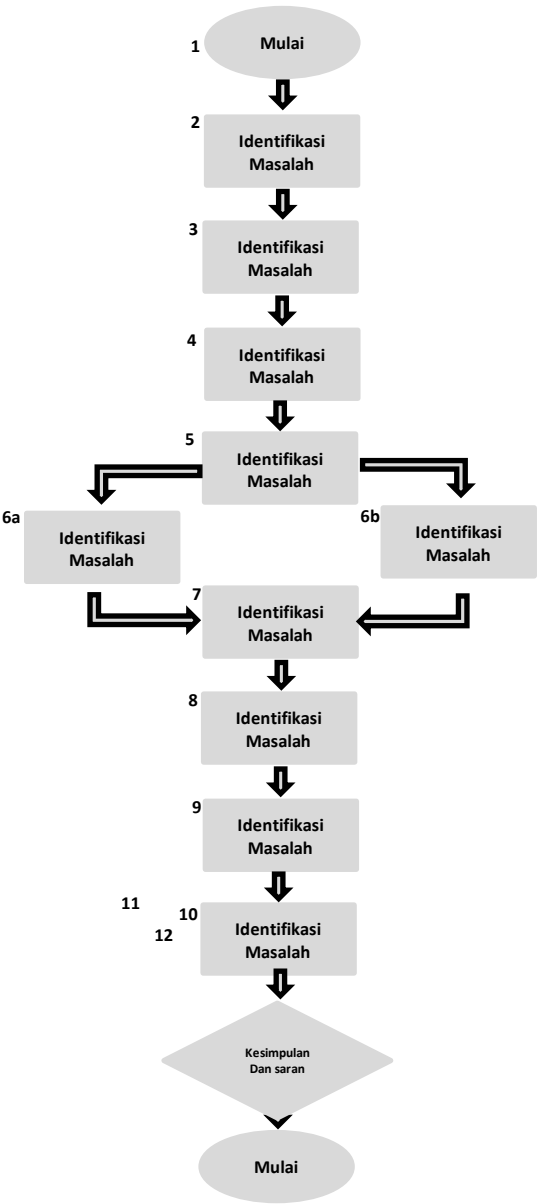 1
Mulai
2
Identifikasi
Masalah
3
Identifikasi
Masalah
4
Identifikasi
Masalah
5
Identifikasi
Masalah
6a
Identifikasi
Masalah
6b
Identifikasi
Masalah
7
Identifikasi
Masalah
8
Identifikasi
Masalah
9
Identifikasi
Masalah
11
10
12
Identifikasi
Masalah
Kesimpulan
Dan saran
Mulai